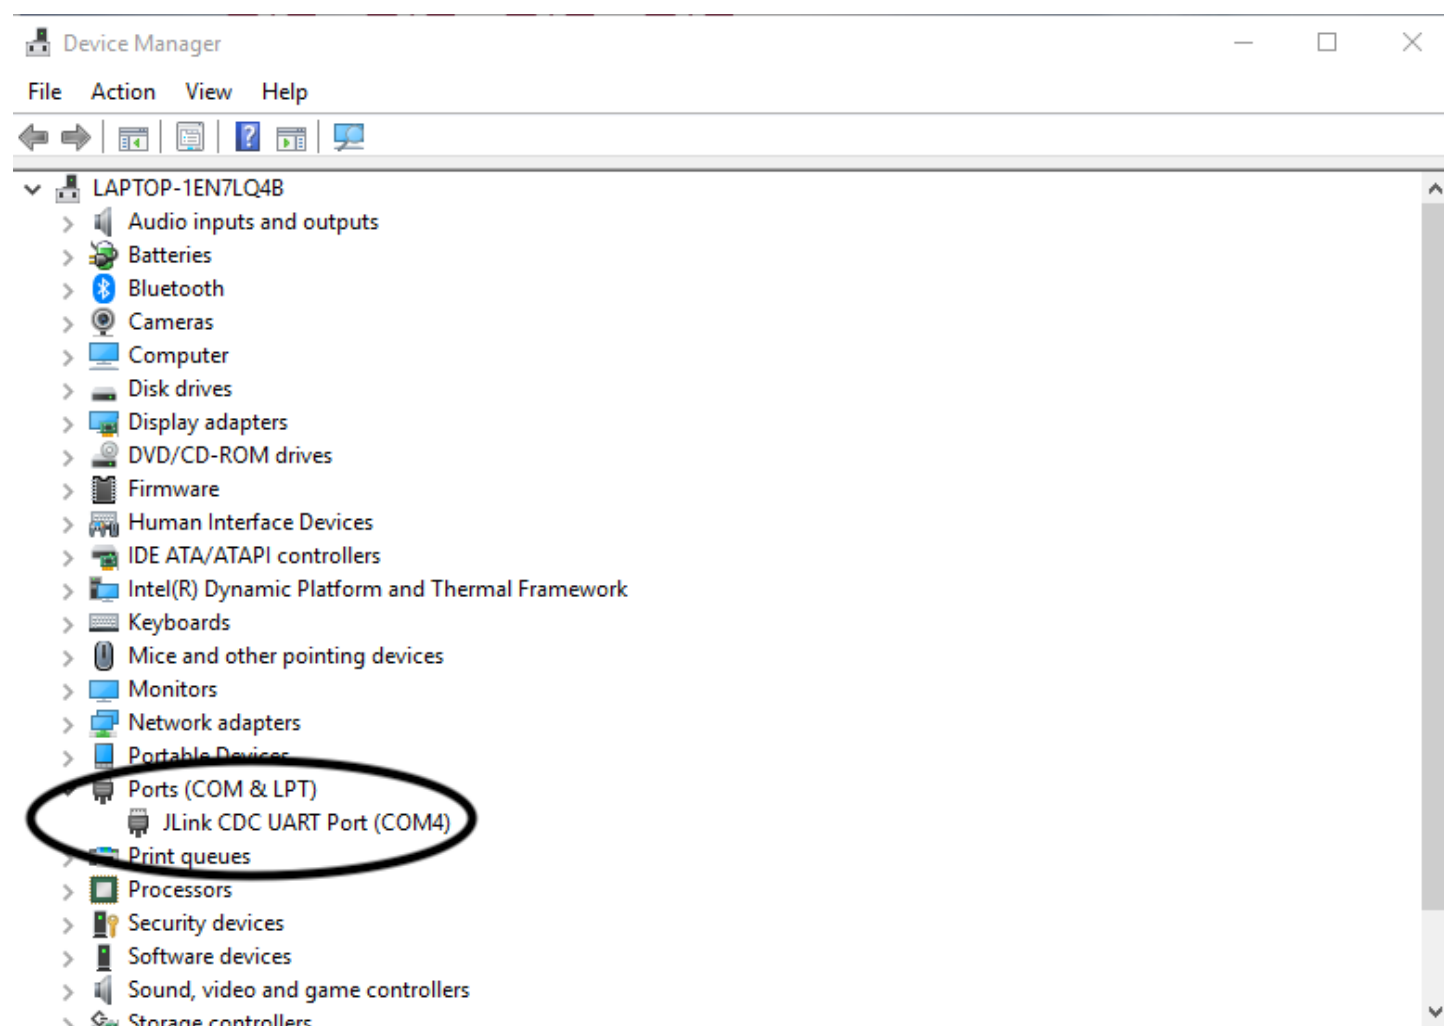 Device Manager
File Action View Help
LAPTOP-1EN7LQ4B
Audio inputs and outputs
Batteries
Bluetooth
Cameras
Computer
Disk drives
Display adapters
DVD/CD-ROM drives
Firmware
Human Interface Devices
IDE ATA/ATAPI controllers
Intel(R) Dynamic Platform and Thermal Framework
Keyboards
Mice and other pointing devices
Monitors
Network adapters
Portable Devices
Ports (COM & LPT)
JLink CDC UART Port (COM4)
Print queues
Processors
Security devices
Software devices
Sound, video and game controllers
Storage controllers